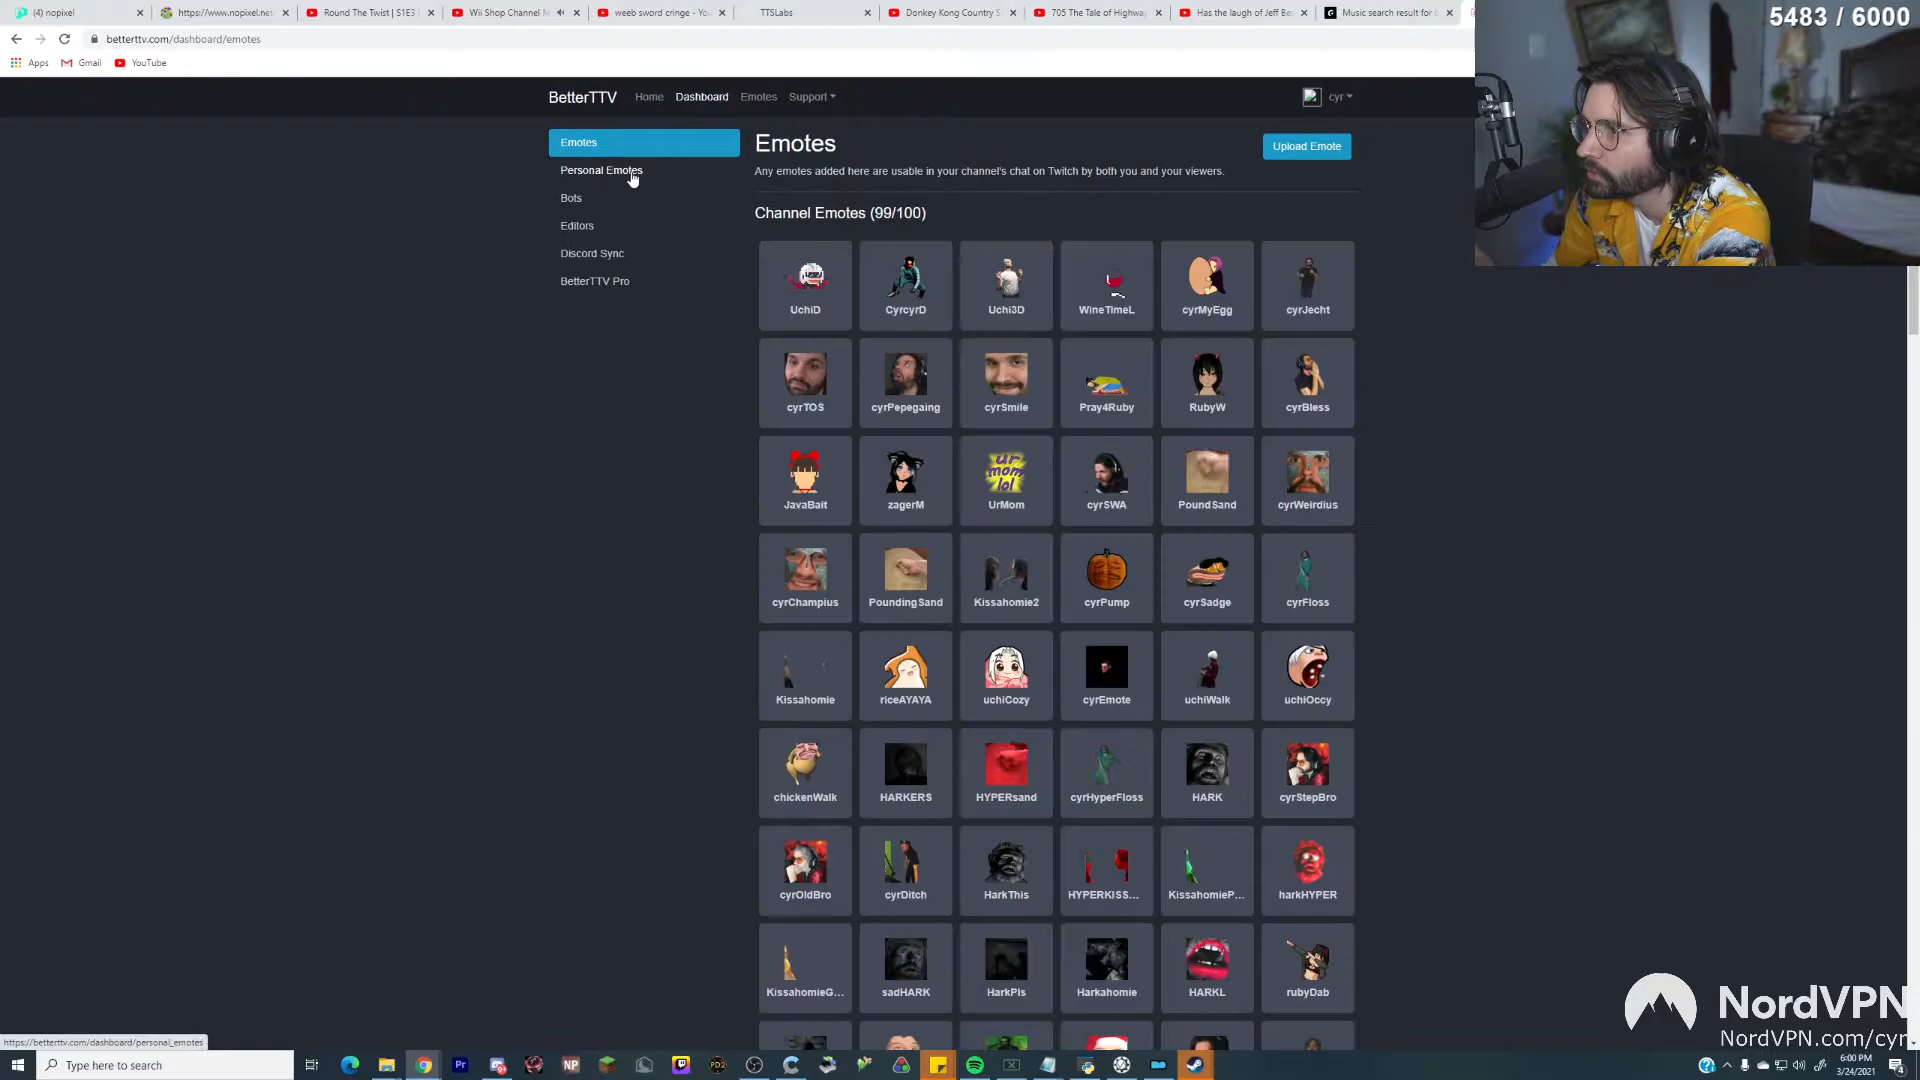 (4) nopixel
https://www.nopixel.net
Round The Twist | S1E3
Wii Shop Channel M
weeb sword cringe - You
TTSLabs
Donkey Kong Country S
705 The Tale of Highway
Has the laugh of Jeff Be
Music search result for
5483 / 6000
betterttv.com/dashboard/emotes
Apps
Gmail
YouTube
BetterTTV
Home
Dashboard
Emotes
Support
cyr
Emotes
Personal Emotes
Bots
Editors
Discord Sync
BetterTTV Pro
Emotes
Upload Emote
Any emotes added here are usable in your channel's chat on Twitch by both you and your viewers.
Channel Emotes (99/100)
UchiD
CyrcyrD
Uchi3D
WineTimeL
cyrMyEgg
cyrJecht
cyrTOS
cyrPepegaing
cyrSmile
Pray4Ruby
RubyW
cyrBless
ur
mom
lol
JavaBait
zagerM
UrMom
cyrSWA
PoundSand
cyrWeirdius
cyrChampius
PoundingSand
Kissahomie2
cyrPump
cyrSadge
cyrFloss
Kissahomie
riceAYAYA
uchiCozy
cyrEmote
uchiWalk
uchiOccy
chickenWalk
HARKERS
HYPERsand
cyrHyperFloss
HARK
cyrStepBro
cyrOldBro
cyrDitch
HarkThis
HYPERKISS...
KissahomieP...
harkHYPER
KissahomieG...
sadHARK
HarkPls
Harkahomie
HARKL
rubyDab
NordVPN
NordVPN.com/cyr
https://betterttv.com/dashboard/personal_emotes
Type here to search
Pr
NP
PD2
6:00 PM
3/24/2021